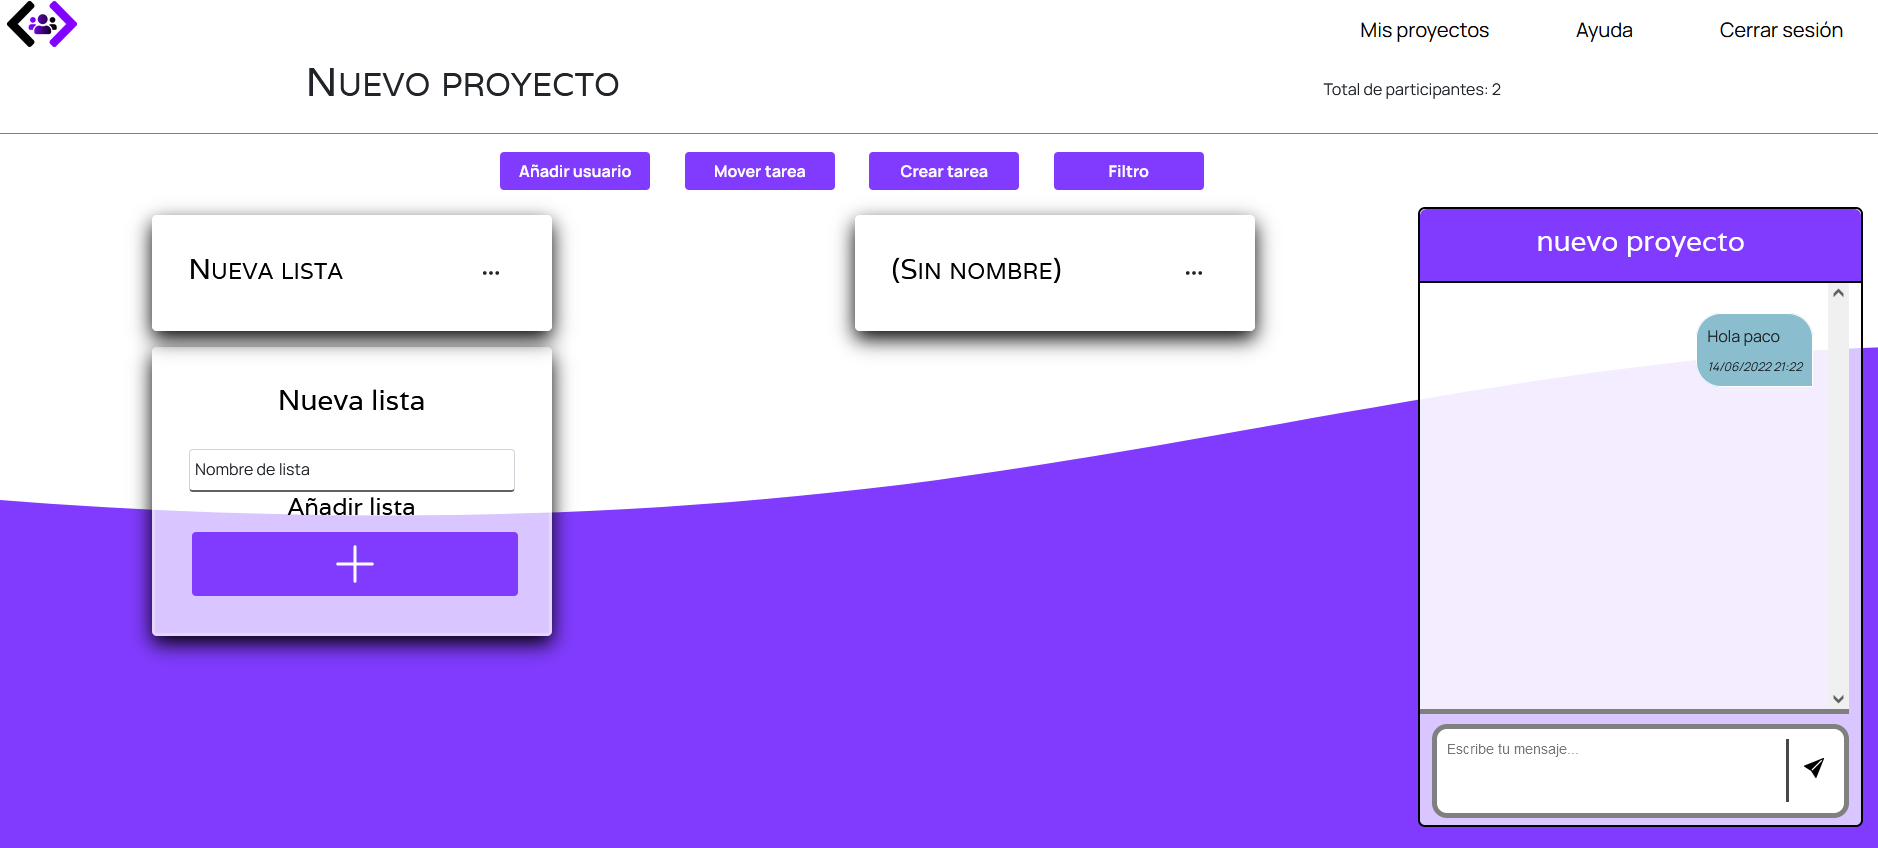 Mis proyectos
Ayuda
Cerrar sesión
Nuevo proyecto
Total de participantes: 2
Añadir usuario
Mover tarea
Crear tarea
Filtro
Nueva lista
...
(Sin nombre)
...
Nueva lista
Nombre de lista
Añadir lista
nuevo proyecto
Hola paco
14/06/2022 21:22
Escribe tu mensaje...